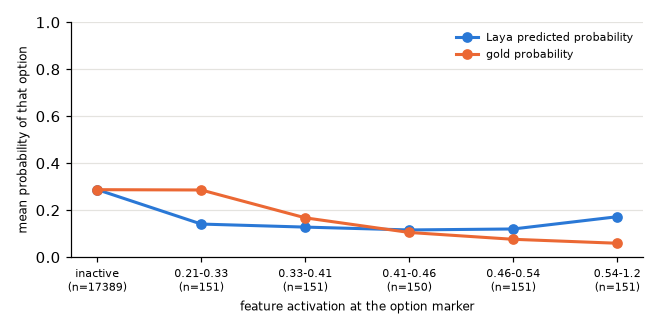 1.0
0.8
0.6
0.4
0.2
0.0
mean probability of that option
Laya predicted probability
gold probability
inactive
(n=17389)
0.21-0.33
(n=151)
0.33-0.41
(n=151)
0.41-0.46
(n=150)
0.46-0.54
(n=151)
0.54-1.2
(n=151)
feature activation at the option marker